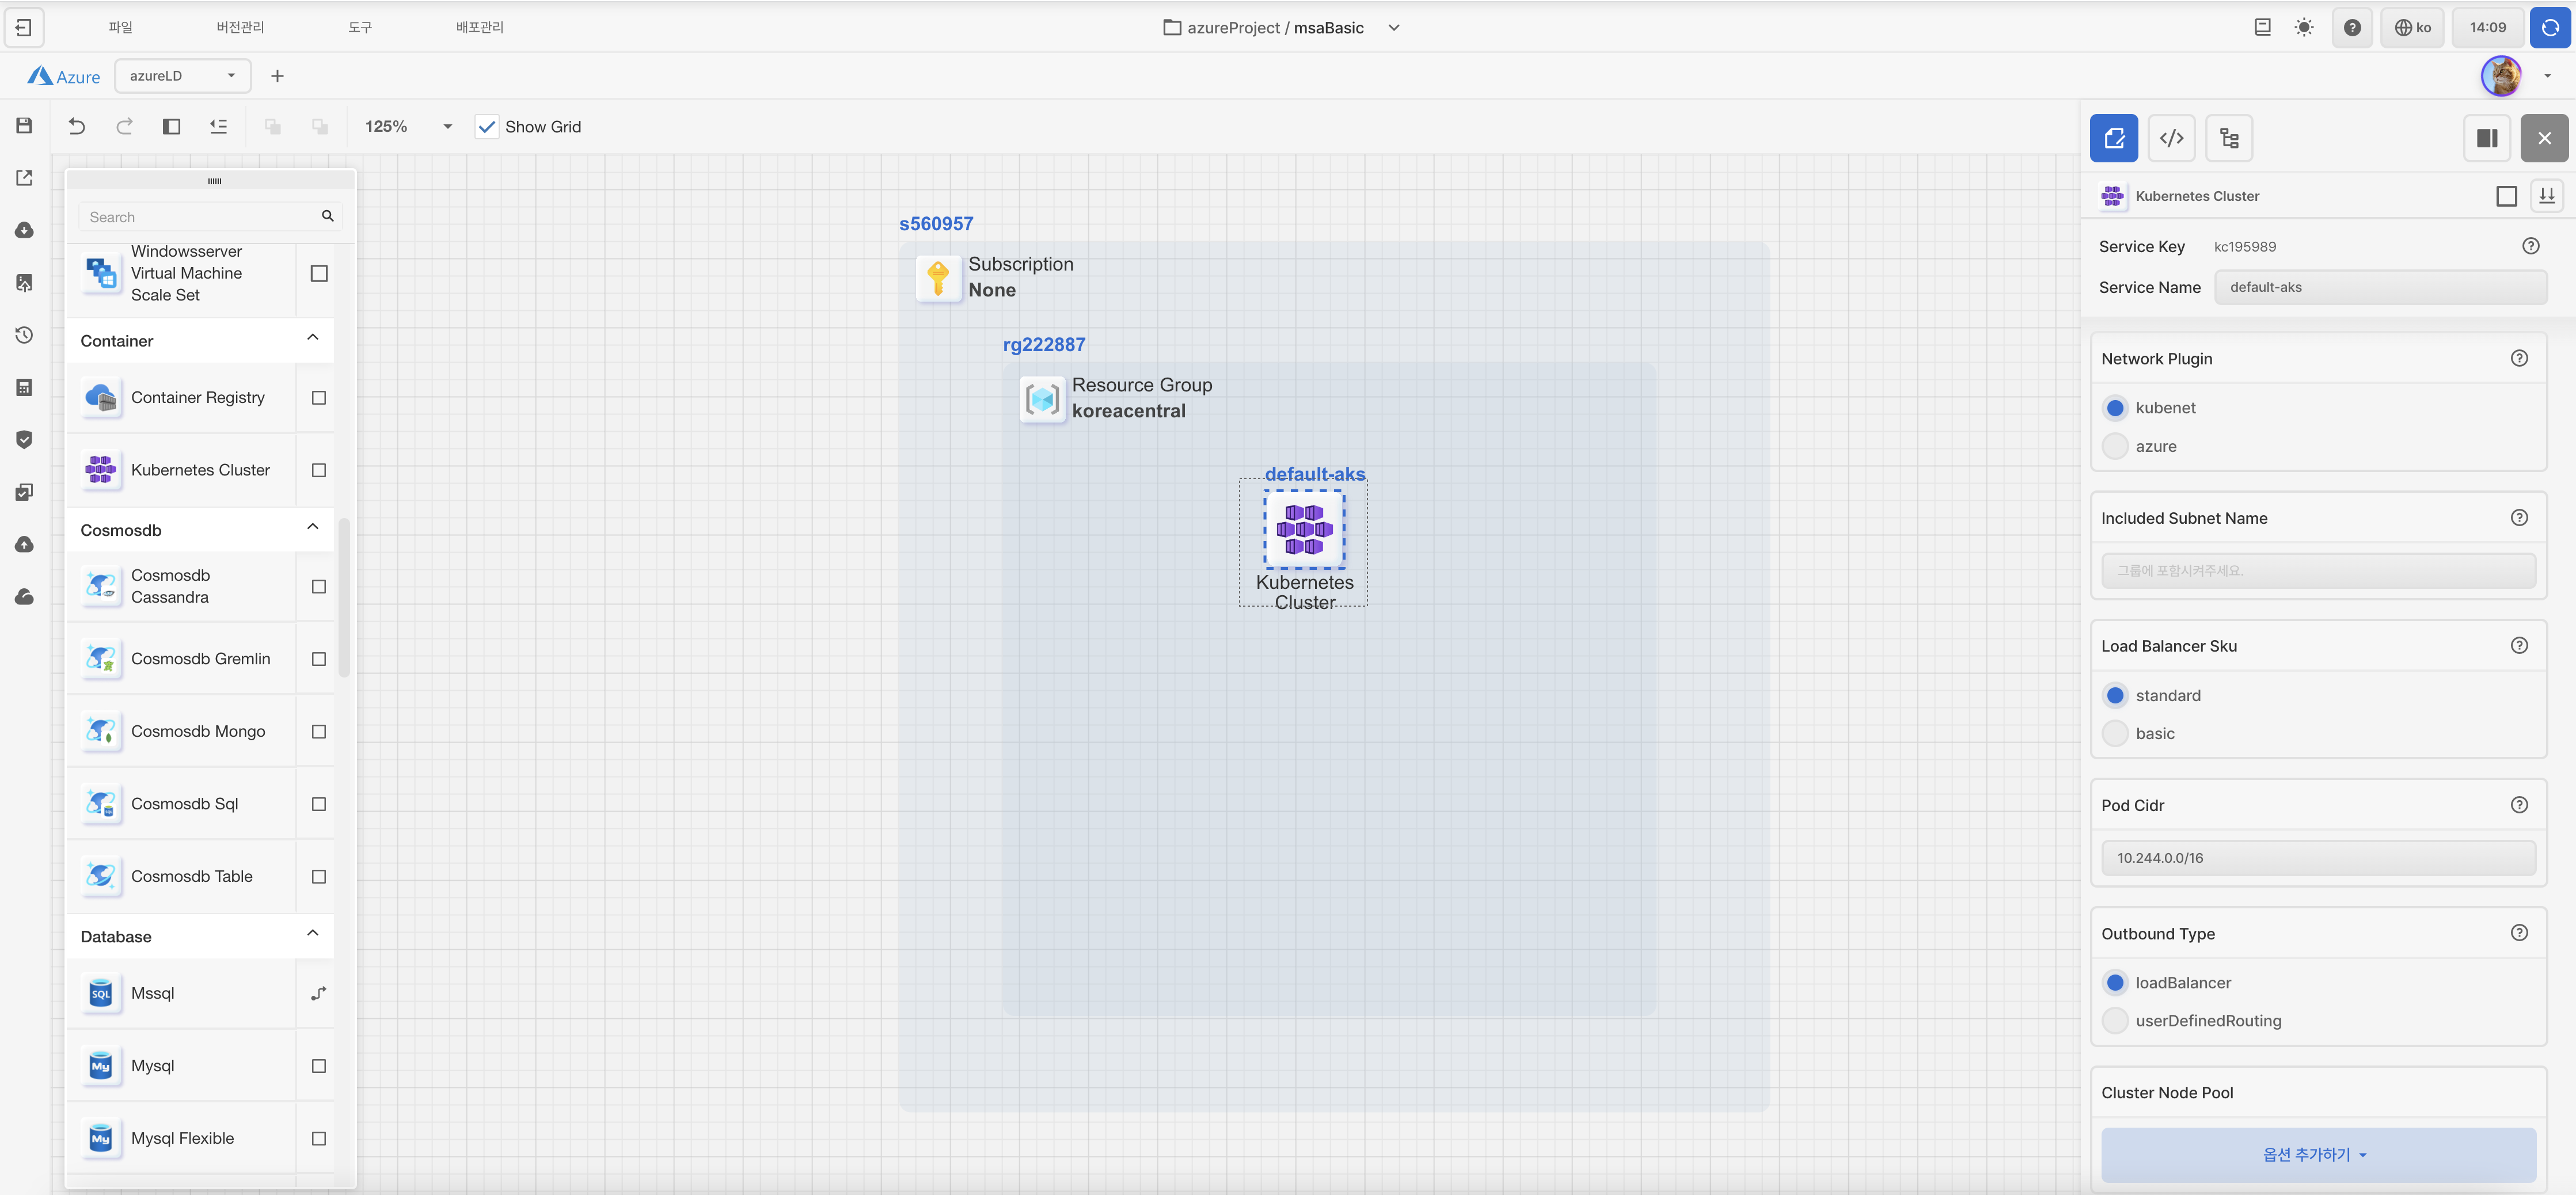 파일
버전관리
도구
배포관리
azureProject / msaBasic
ko
14:09
Azure
azureLD
125%
Show Grid
Search
Windowsserver
Virtual Machine
Scale Set
Container
Container Registry
Kubernetes Cluster
Cosmosdb
Cosmosdb
Cassandra
Cosmosdb Gremlin
Cosmosdb Mongo
Cosmosdb Sql
Cosmosdb Table
Database
SQL
Mssql
My
Mysql
My
Mysql Flexible
s560957
Subscription
None
rg222887
Resource Group
koreacentral
default-aks
Kubernetes
Cluster
Kubernetes Cluster
Service Key
kc195989
Service Name
default-aks
Network Plugin
kubenet
azure
Included Subnet Name
그룹에 포함시켜주세요.
Load Balancer Sku
standard
basic
Pod Cidr
10.244.0.0/16
Outbound Type
loadBalancer
userDefinedRouting
Cluster Node Pool
옵션 추가하기